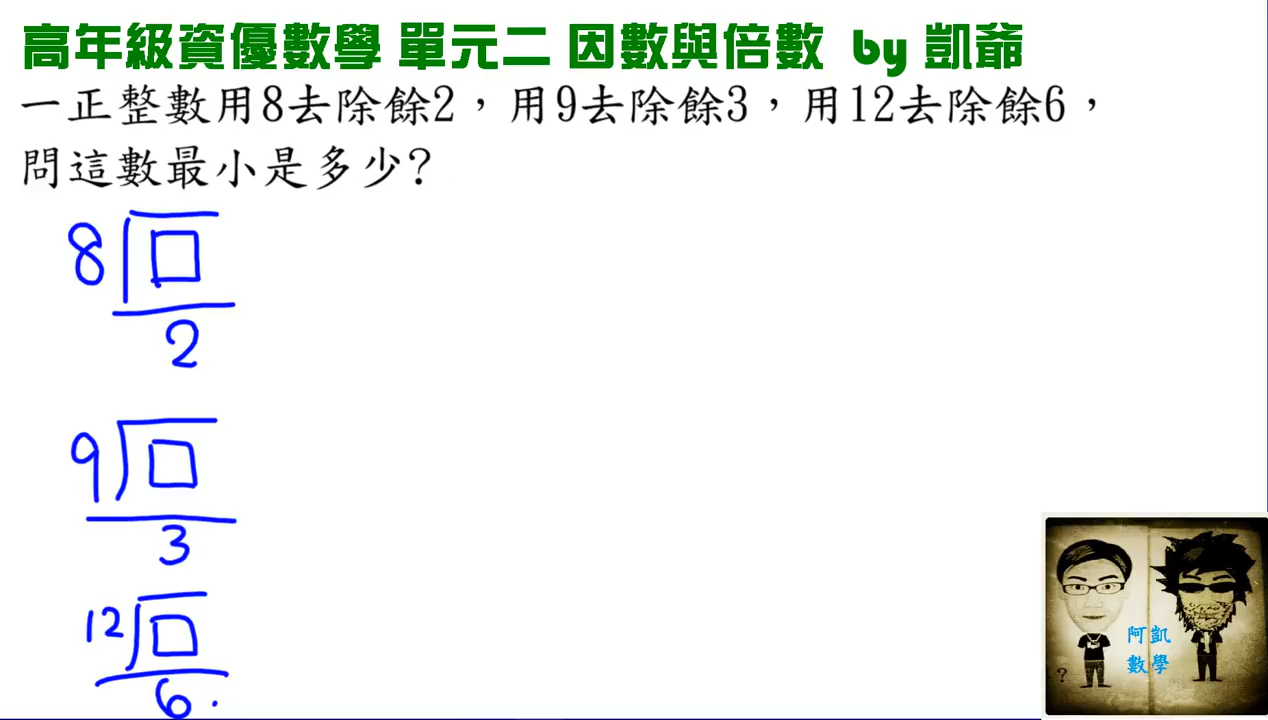 高年級資優數學 單元二 因數與倍數 by 凱爺
一正整數用8去除餘2，用9去除餘3，用12去除餘6，
問這數最小是多少?
8
2
9
3
12
6
阿凱
數學
?